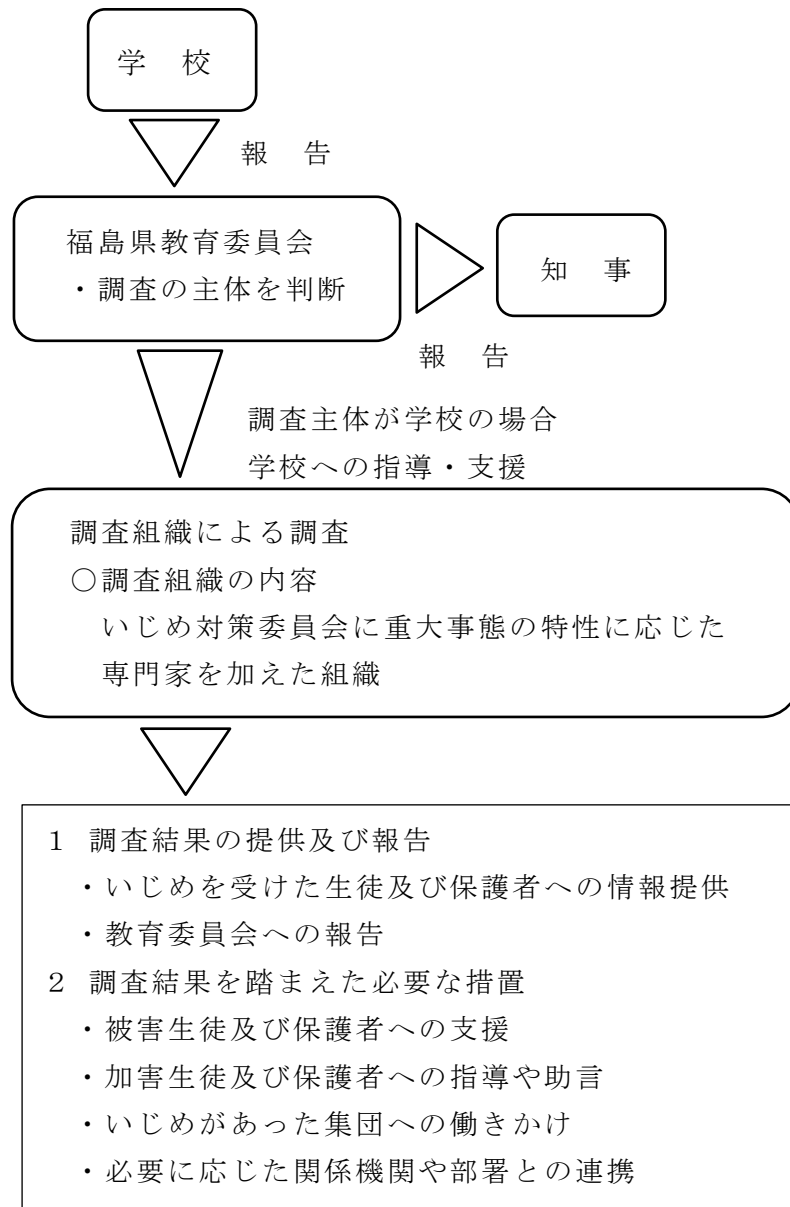 学　校
報　告
福島県教育委員会
・調査の主体を判断
知　事
報　告
調査主体が学校の場合
学校への指導・支援
調査組織による調査
○調査組織の内容
いじめ対策委員会に重大事態の特性に応じた
専門家を加えた組織
1 調査結果の提供及び報告
・いじめを受けた生徒及び保護者への情報提供
・教育委員会への報告
2 調査結果を踏まえた必要な措置
・被害生徒及び保護者への支援
・加害生徒及び保護者への指導や助言
・いじめがあった集団への働きかけ
・必要に応じた関係機関や部署との連携